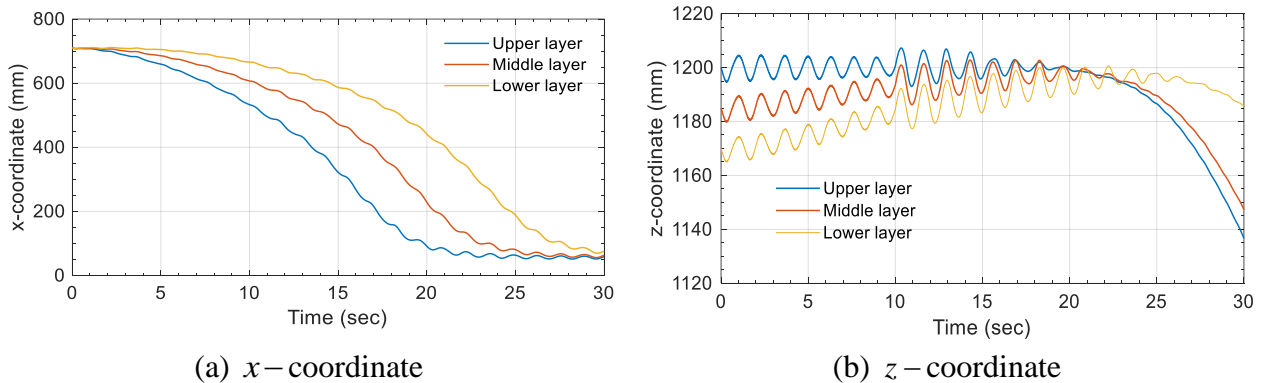 800
600
400
200
0
x-coordinate (mm)
Upper layer
Middle layer
Lower layer
0 5 10 15 20 25 30
Time (sec)
(a) x − coordinate
1220
1200
1180
1160
1140
1120
z-coordinate (mm)
Upper layer
Middle layer
Lower layer
0 5 10 15 20 25 30
Time (sec)
(b) z − coordinate